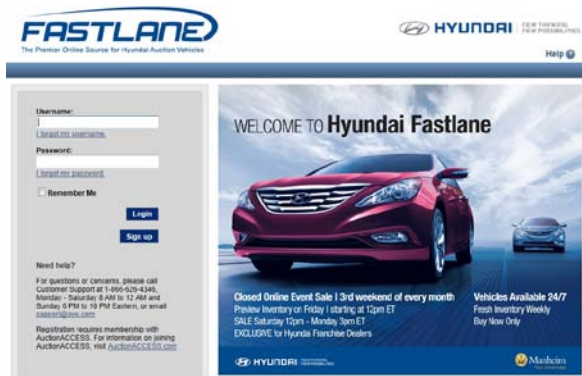 FASTLANE
The Premier Online Source for Hyundai Auction Vehicles
HYUNDAI NEW THINKING. NEW POSSIBILITIES.
Help
Username:
I forgot my username.
Password:
I forgot my password.
Remember Me
Login
Sign up
Need help?
For questions or concerns, please call
Customer Support at 1-866-626-4345,
Monday - Saturday 8 AM to 12 AM and
Sunday 6 PM to 10 PM Eastern, or email
support@ove.com
Registration requires membership with
AuctionACCESS. For information on joining
AuctionACCESS, visit AuctionACCESS.com
WELCOME TO Hyundai Fastlane
Closed Online Event Sale | 3rd weekend of every month
Preview Inventory on Friday | starting at 12pm ET
SALE Saturday 12pm - Monday 3pm ET
EXCLUSIVE for Hyundai Franchise Dealers
Vehicles Available 24/7
Fresh Inventory Weekly
Buy Now Only
HYUNDAI
Manheim